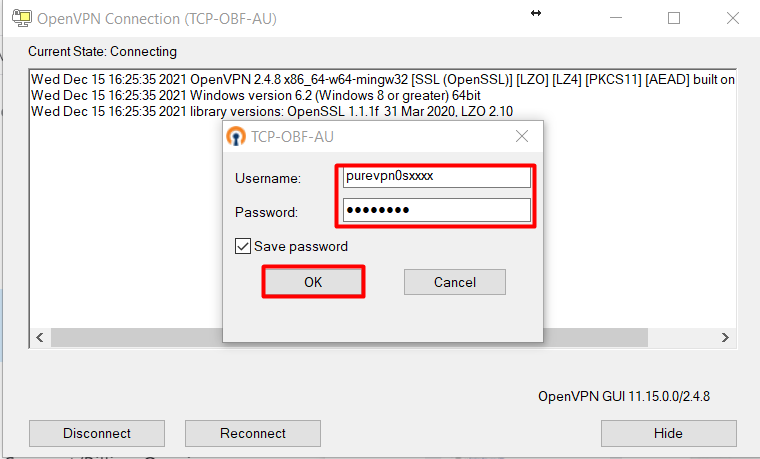 OpenVPN Connection (TCP-OBF-AU)
Current State: Connecting
Wed Dec 15 16:25:35 2021 OpenVPN 2.4.8 x86_64-w64-mingw32 [SSL (OpenSSL)] [LZO] [LZ4] [PKCS11] [AEAD] built on
Wed Dec 15 16:25:35 2021 Windows version 6.2 (Windows 8 or greater) 64bit
Wed Dec 15 16:25:35 2021 library versions: OpenSSL 1.1.1f 31 Mar 2020, LZO 2.10
TCP-OBF-AU
Username: purevpn0sxxxx
Password: ●●●●●●●●
Save password
OK Cancel
OpenVPN GUI 11.15.0.0/2.4.8
Disconnect Reconnect Hide